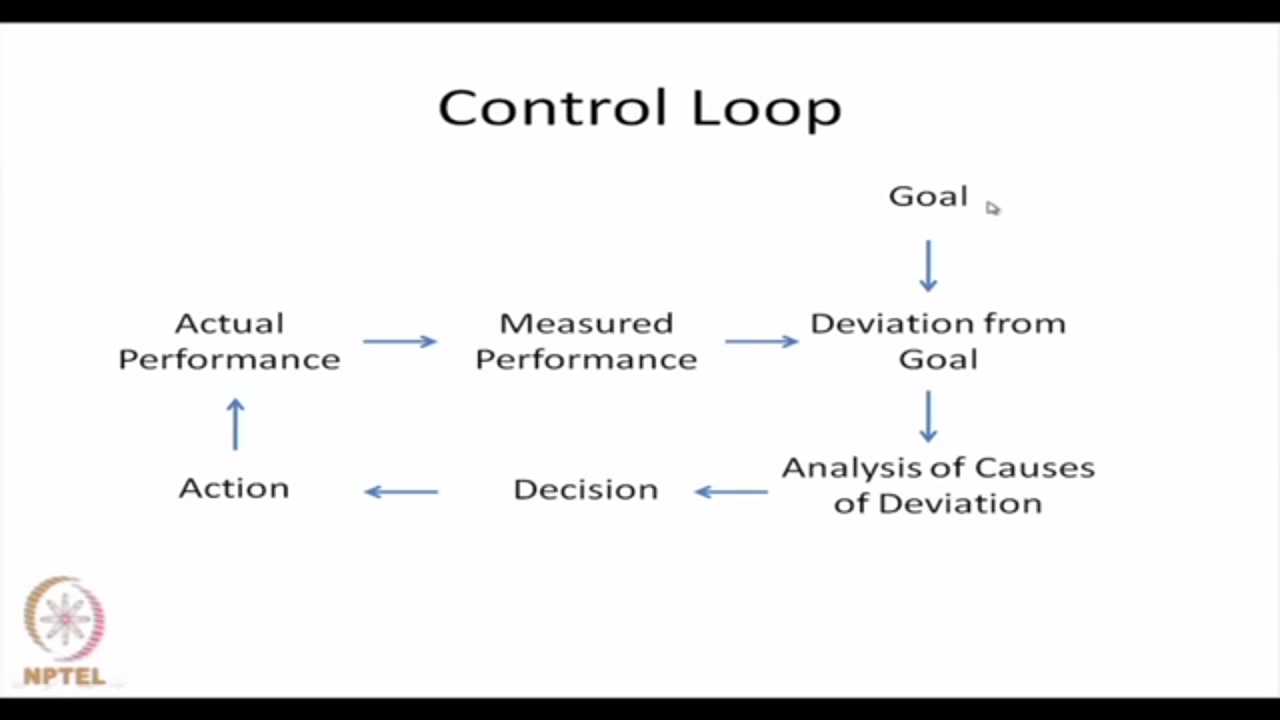 Control Loop
Goal
Actual
Performance
Measured
Performance
Deviation from
Goal
Action
Decision
Analysis of Causes
of Deviation
NPTEL